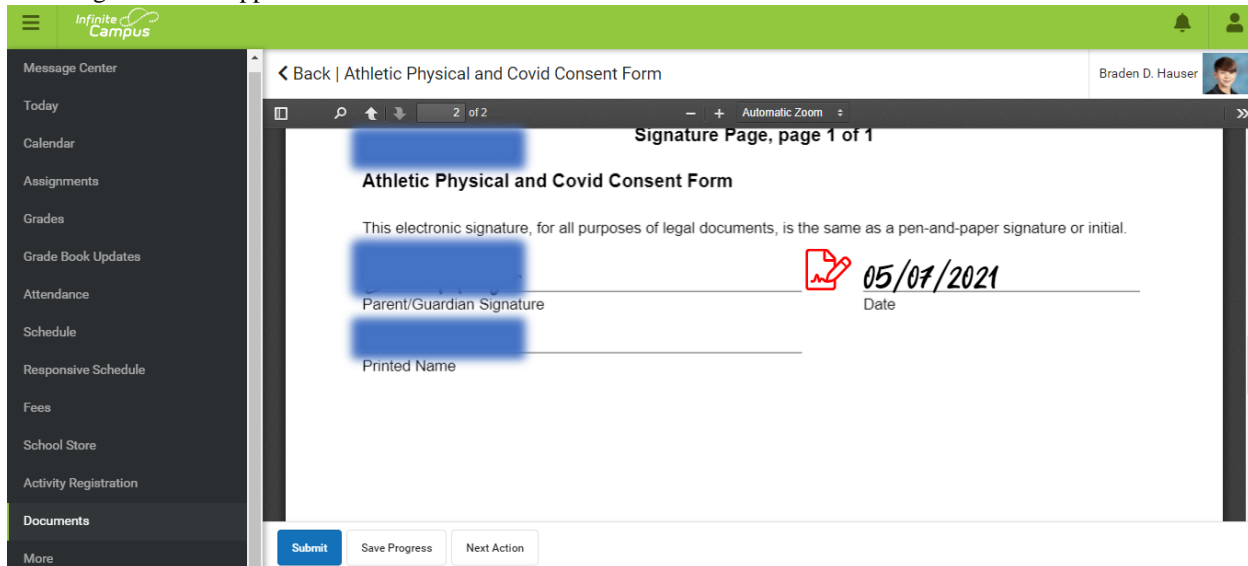 Infinite
Campus
Message Center
Today
Calendar
Assignments
Grades
Grade Book Updates
Attendance
Schedule
Responsive Schedule
Fees
School Store
Activity Registration
Documents
More
Back | Athletic Physical and Covid Consent Form
Braden D. Hauser
2 of 2
Automatic Zoom
Signature Page, page 1 of 1
Athletic Physical and Covid Consent Form
This electronic signature, for all purposes of legal documents, is the same as a pen-and-paper signature or initial.
05/07/2021
Parent/Guardian Signature
Date
Printed Name
Submit
Save Progress
Next Action